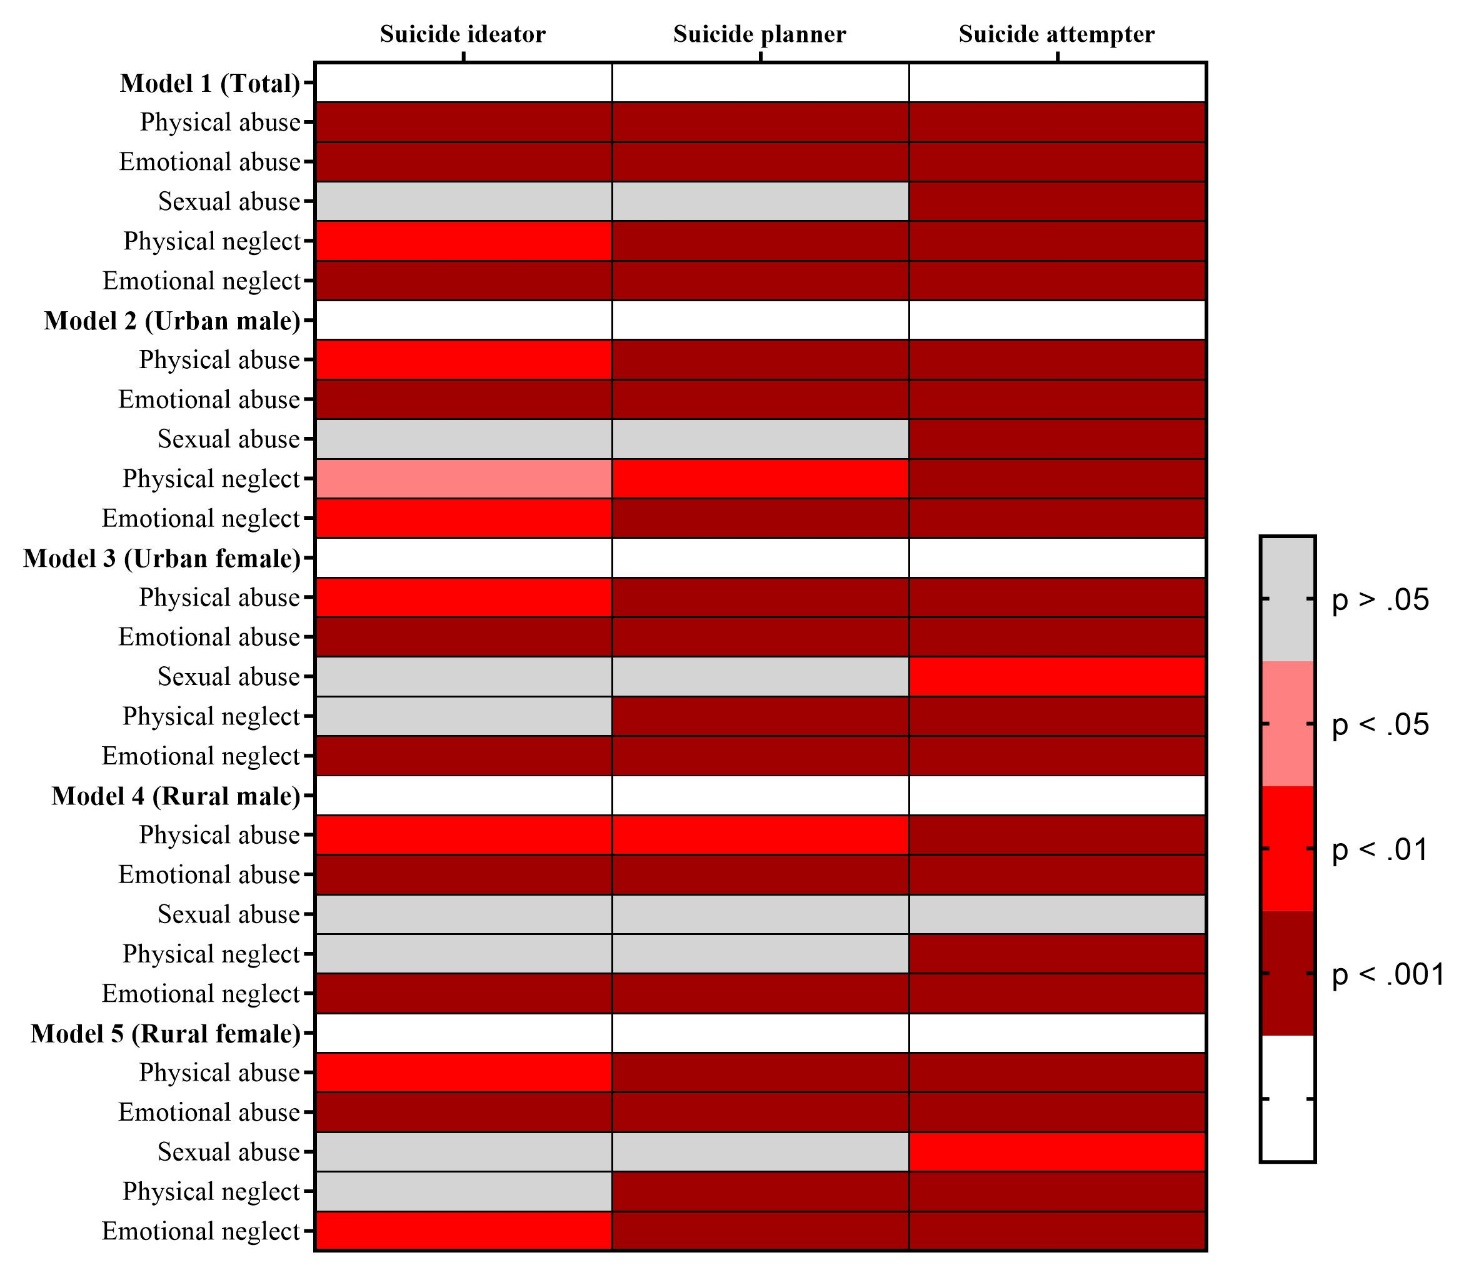 Suicide ideator Suicide planner Suicide attempter
Model 1 (Total)
Physical abuse
Emotional abuse
Sexual abuse
Physical neglect
Emotional neglect
Model 2 (Urban male)
Physical abuse
Emotional abuse
Sexual abuse
Physical neglect
Emotional neglect
Model 3 (Urban female)
Physical abuse
Emotional abuse
Sexual abuse
Physical neglect
Emotional neglect
Model 4 (Rural male)
Physical abuse
Emotional abuse
Sexual abuse
Physical neglect
Emotional neglect
Model 5 (Rural female)
Physical abuse
Emotional abuse
Sexual abuse
Physical neglect
Emotional neglect
p > .05
p < .05
p < .01
p < .001